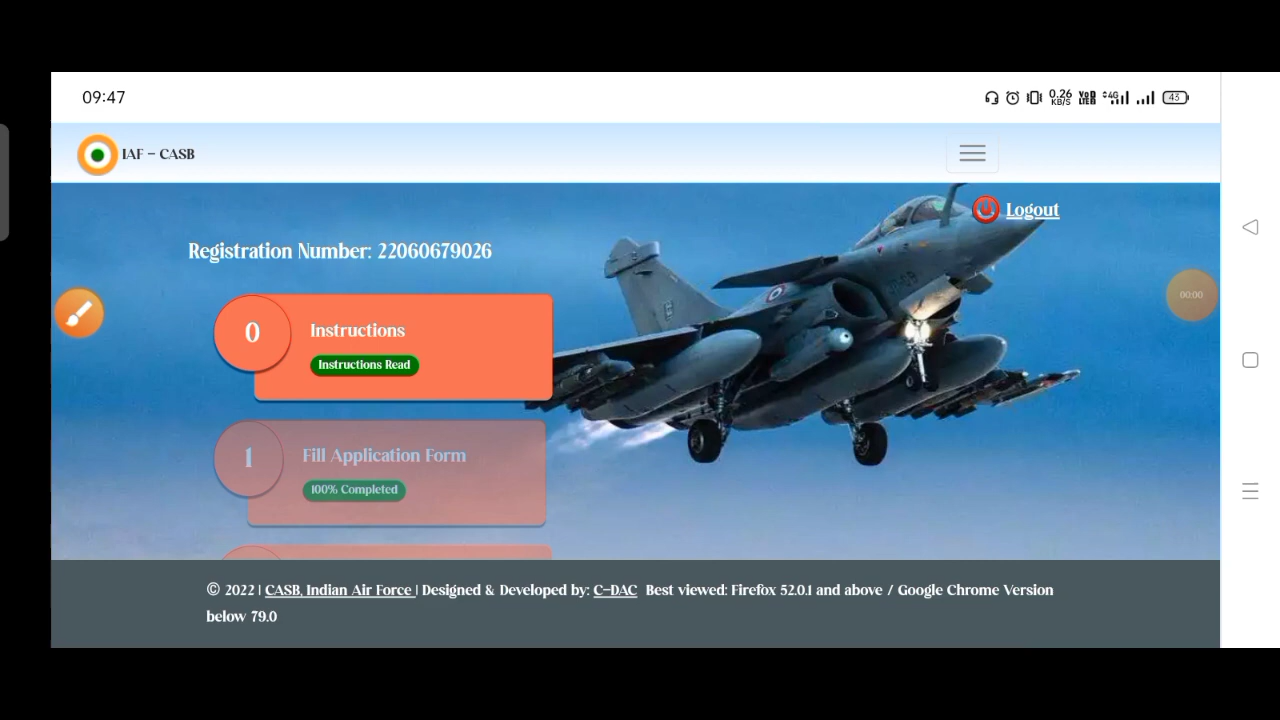 09:47
0.26
KB/S
4G
43
IAF - CASB
Logout
Registration Number: 22060679026
0
Instructions
Instructions Read
00:00
1
Fill Application Form
100% Completed
© 2022 | CASB, Indian Air Force | Designed & Developed by: C-DAC Best viewed: Firefox 52.0.1 and above / Google Chrome Version
below 79.0